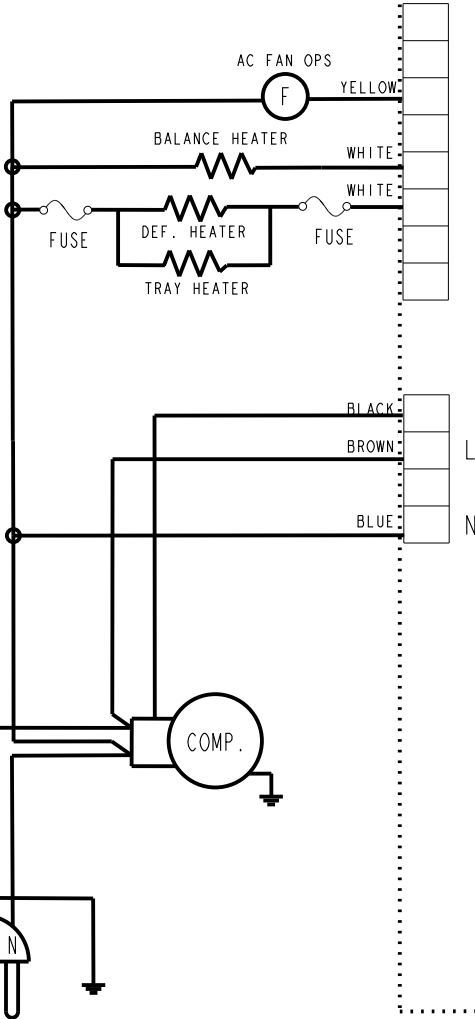 AC FAN OPS
F
YELLOW
BALANCE HEATER
WHITE
WHITE
FUSE
DEF. HEATER
FUSE
TRAY HEATER
BLACK
BROWN
L
BLUE
N
COMP.
N